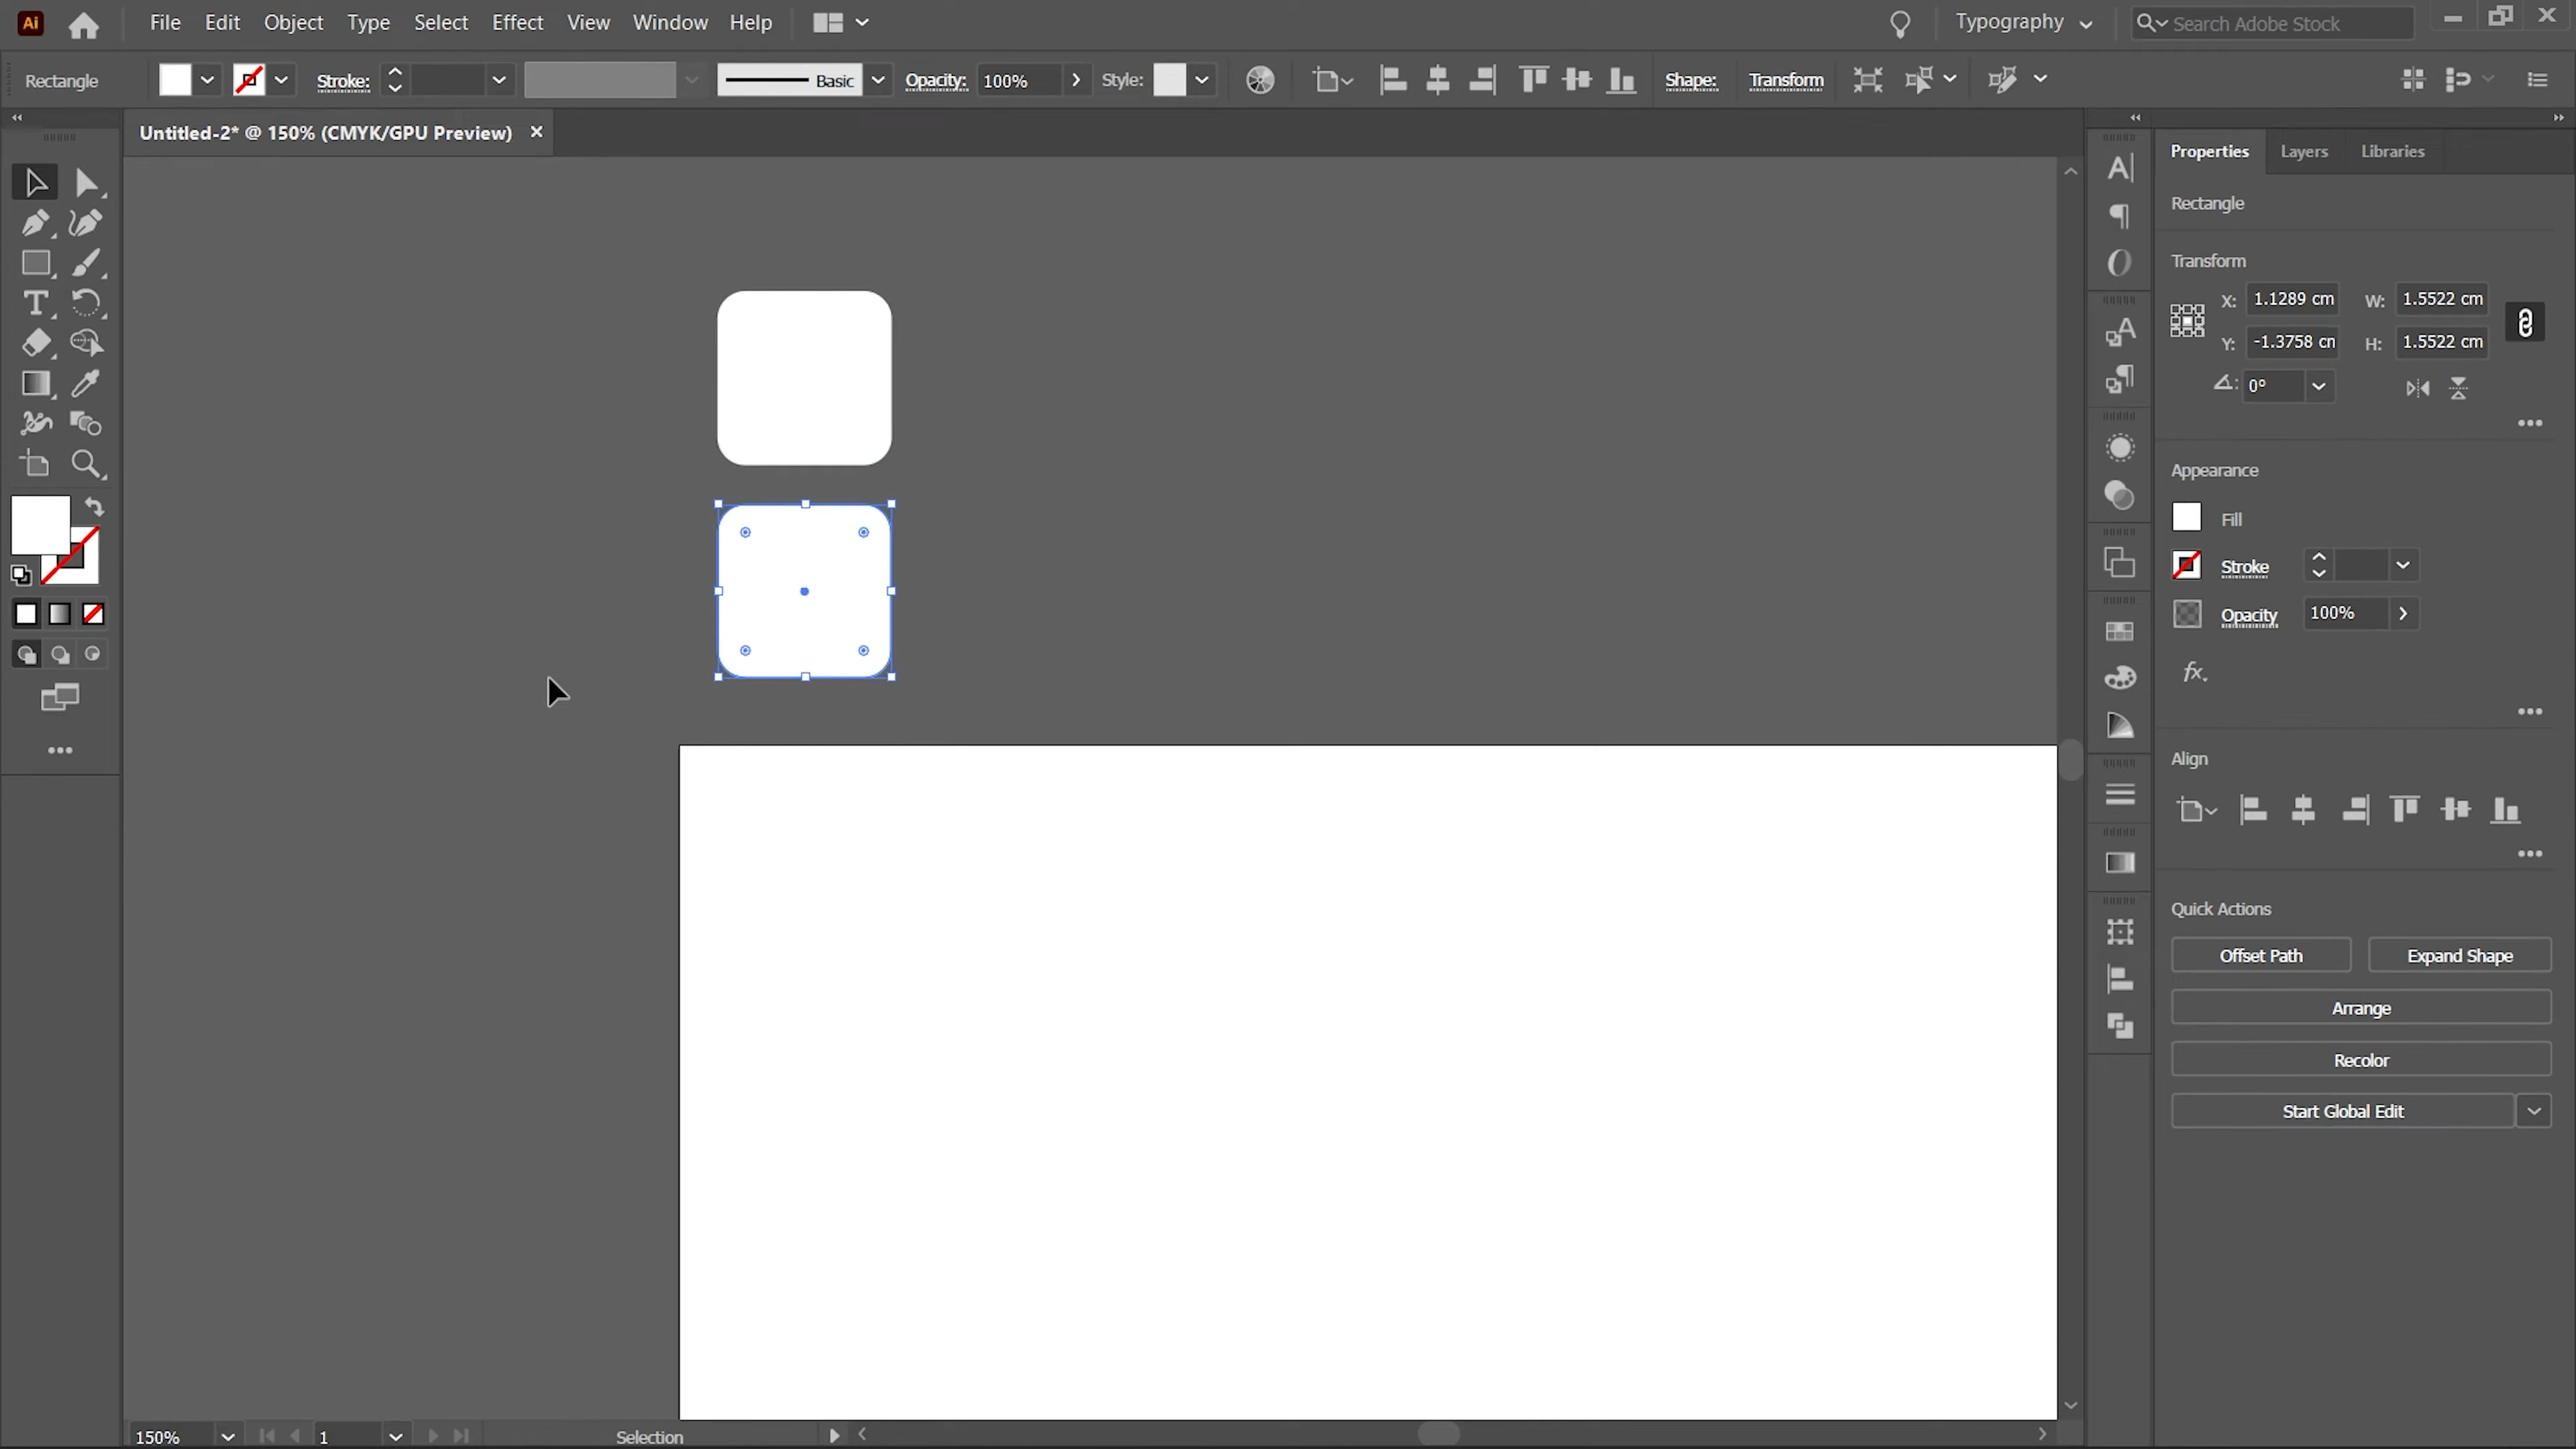 Ai File Edit Object Type Select Effect View Window Help Typography Search Adobe Stock
Rectangle Stroke: Basic Opacity: 100% Style: Shape: Transform
Untitled-2* @ 150% (CMYK/GPU Preview) ×
Properties Layers Libraries
Rectangle
Transform
X: 1.1289 cm W: 1.5522 cm
Y: -1.3758 cn H: 1.5522 cm
0°
Appearance
Fill
Stroke
Opacity 100%
fx
Align
Quick Actions
Offset Path Expand Shape
Arrange
Recolor
Start Global Edit
150% 1 Selection